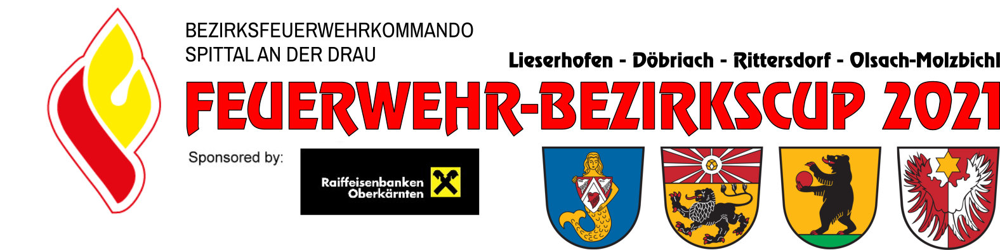 BEZIRKSFEUERWEHRKOMMANDO
SPITTAL AN DER DRAU
Lieserhofen - Döbriach - Rittersdorf - Olsach-Molzbichl
FEUERWEHR-BEZIRKSCUP 2021
Sponsored by:
Raiffeisenbanken
Oberkärnten